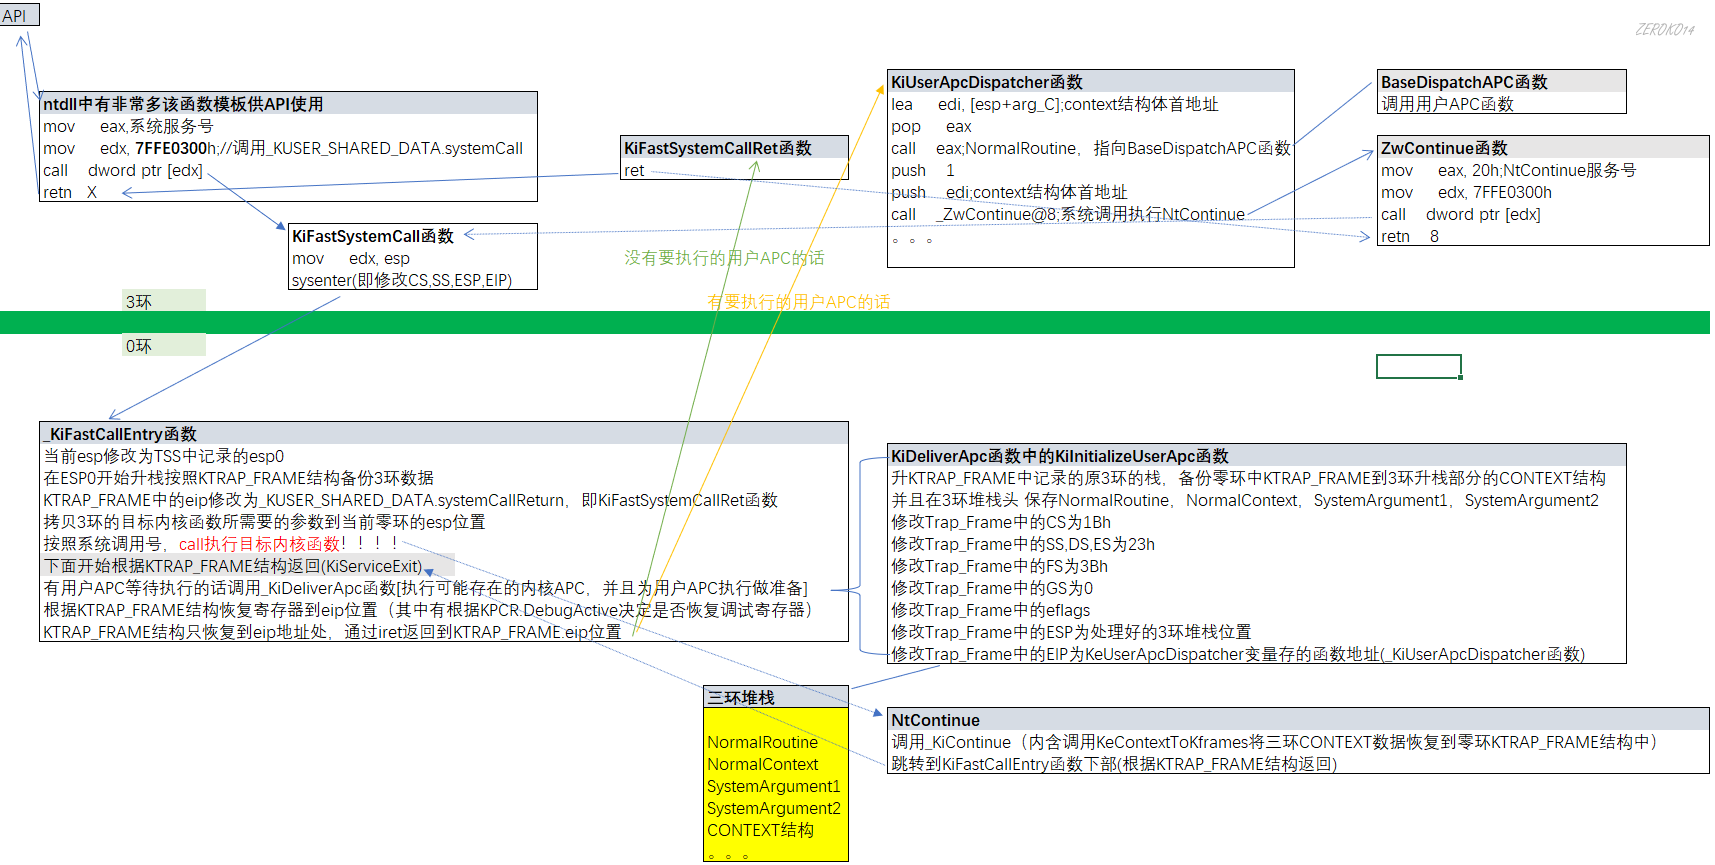 API
ZEROKO14
ntdll中有非常多该函数模板供API使用
mov eax,系统服务号
mov edx, 7FFE0300h;//调用_KUSER_SHARED_DATA.systemCall
call dword ptr [edx]
retn X
KiFastSystemCallRet函数
ret
KiFastSystemCall函数
mov edx, esp
sysenter(即修改CS,SS,ESP,EIP)
KiUserApcDispatcher函数
lea edi, [esp+arg_C];context结构体首地址
pop eax
call eax;NormalRoutine，指向BaseDispatchAPC函数
push 1
push edi;context结构体首地址
call _ZwContinue@8;系统调用执行NtContinue
。。。
BaseDispatchAPC函数
调用用户APC函数
ZwContinue函数
mov eax, 20h;NtContinue服务号
mov edx, 7FFE0300h
call dword ptr [edx]
retn 8
没有要执行的用户APC的话
有要执行的用户APC的话
3环
0环
_KiFastCallEntry函数
当前esp修改为TSS中记录的esp0
在ESP0开始升栈按照KTRAP_FRAME结构备份3环数据
KTRAP_FRAME中的eip修改为_KUSER_SHARED_DATA.systemCallReturn，即KiFastSystemCallRet函数
拷贝3环的目标内核函数所需要的参数到当前零环的esp位置
按照系统调用号，call执行目标内核函数！！！！
下面开始根据KTRAP_FRAME结构返回(KiServiceExit)
有用户APC等待执行的话调用_KiDeliverApc函数[执行可能存在的内核APC，并且为用户APC执行做准备]
根据KTRAP_FRAME结构恢复寄存器到eip位置（其中有根据KPCR.DebugActive决定是否恢复调试寄存器）
KTRAP_FRAME结构只恢复到eip地址处，通过iret返回到KTRAP_FRAME.eip位置
KiDeliverApc函数中的KiInitializeUserApc函数
升KTRAP_FRAME中记录的原3环的栈，备份零环中KTRAP_FRAME到3环升栈部分的CONTEXT结构
并且在3环堆栈头 保存NormalRoutine，NormalContext，SystemArgument1，SystemArgument2
修改Trap_Frame中的CS为1Bh
修改Trap_Frame中的SS,DS,ES为23h
修改Trap_Frame中的FS为3Bh
修改Trap_Frame中的GS为0
修改Trap_Frame中的eflags
修改Trap_Frame中的ESP为处理好的3环堆栈位置
修改Trap_Frame中的EIP为KeUserApcDispatcher变量存的函数地址(_KiUserApcDispatcher函数)
三环堆栈
NormalRoutine
NormalContext
SystemArgument1
SystemArgument2
CONTEXT结构
。。。
NtContinue
调用_KiContinue（内含调用KeContextToKframes将三环CONTEXT数据恢复到零环KTRAP_FRAME结构中）
跳转到KiFastCallEntry函数下部(根据KTRAP_FRAME结构返回)